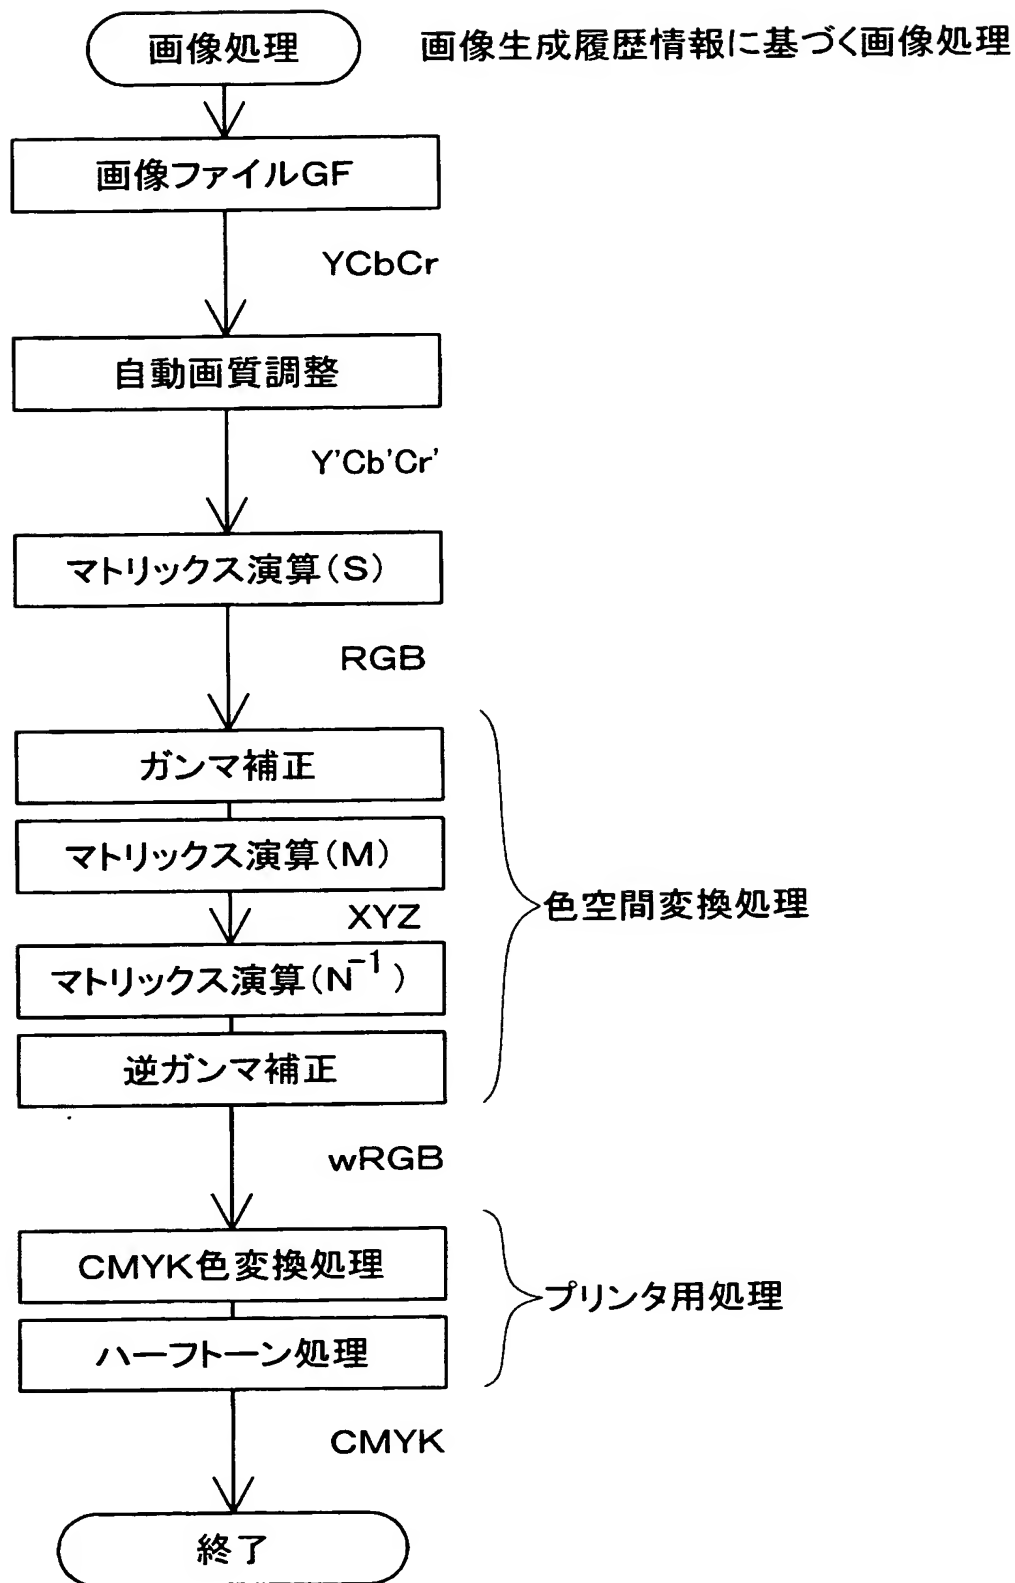 画像処理
画像生成履歴情報に基づく画像処理
画像ファイルGF
YCbCr
自動画質調整
Y'Cb'Cr'
マトリックス演算(S)
RGB
ガンマ補正
マトリックス演算(M)
XYZ
色空間変換処理
マトリックス演算(N⁻¹)
逆ガンマ補正
wRGB
CMYK色変換処理
プリンタ用処理
ハーフトーン処理
CMYK
終了